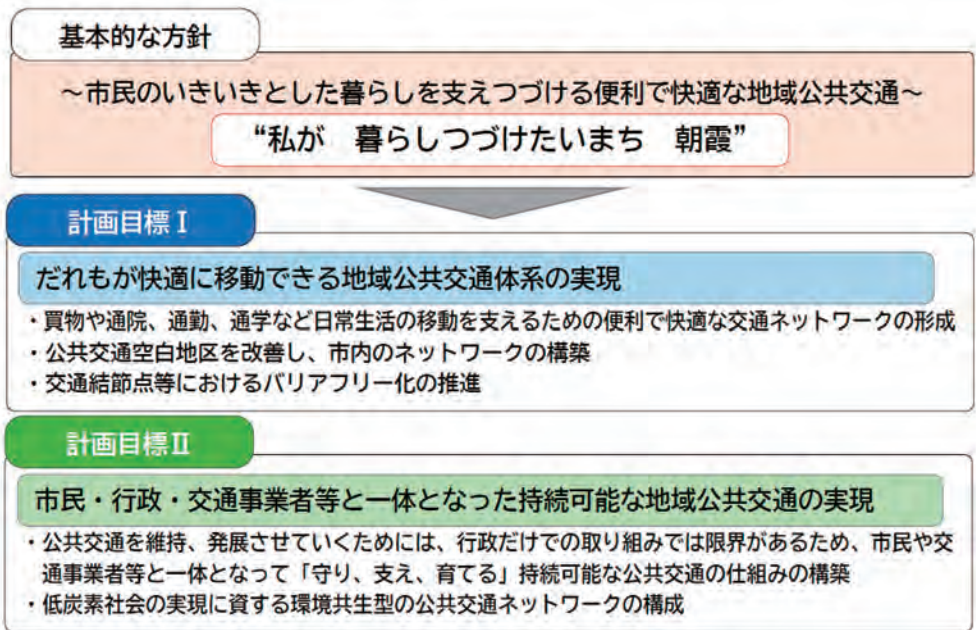 基本的な方針
～市民のいきいきとした暮らしを支えつづける便利で快適な地域公共交通～
“私が　暮らしつづけたいまち　朝霞”
計画目標Ⅰ
だれもが快適に移動できる地域公共交通体系の実現
・買物や通院、通勤、通学など日常生活の移動を支えるための便利で快適な交通ネットワークの形成
・公共交通空白地区を改善し、市内のネットワークの構築
・交通結節点等におけるバリアフリー化の推進
計画目標Ⅱ
市民・行政・交通事業者等と一体となった持続可能な地域公共交通の実現
・公共交通を維持、発展させていくためには、行政だけでの取り組みでは限界があるため、市民や交
通事業者等と一体となって「守り、支え、育てる」持続可能な公共交通の仕組みの構築
・低炭素社会の実現に資する環境共生型の公共交通ネットワークの構成